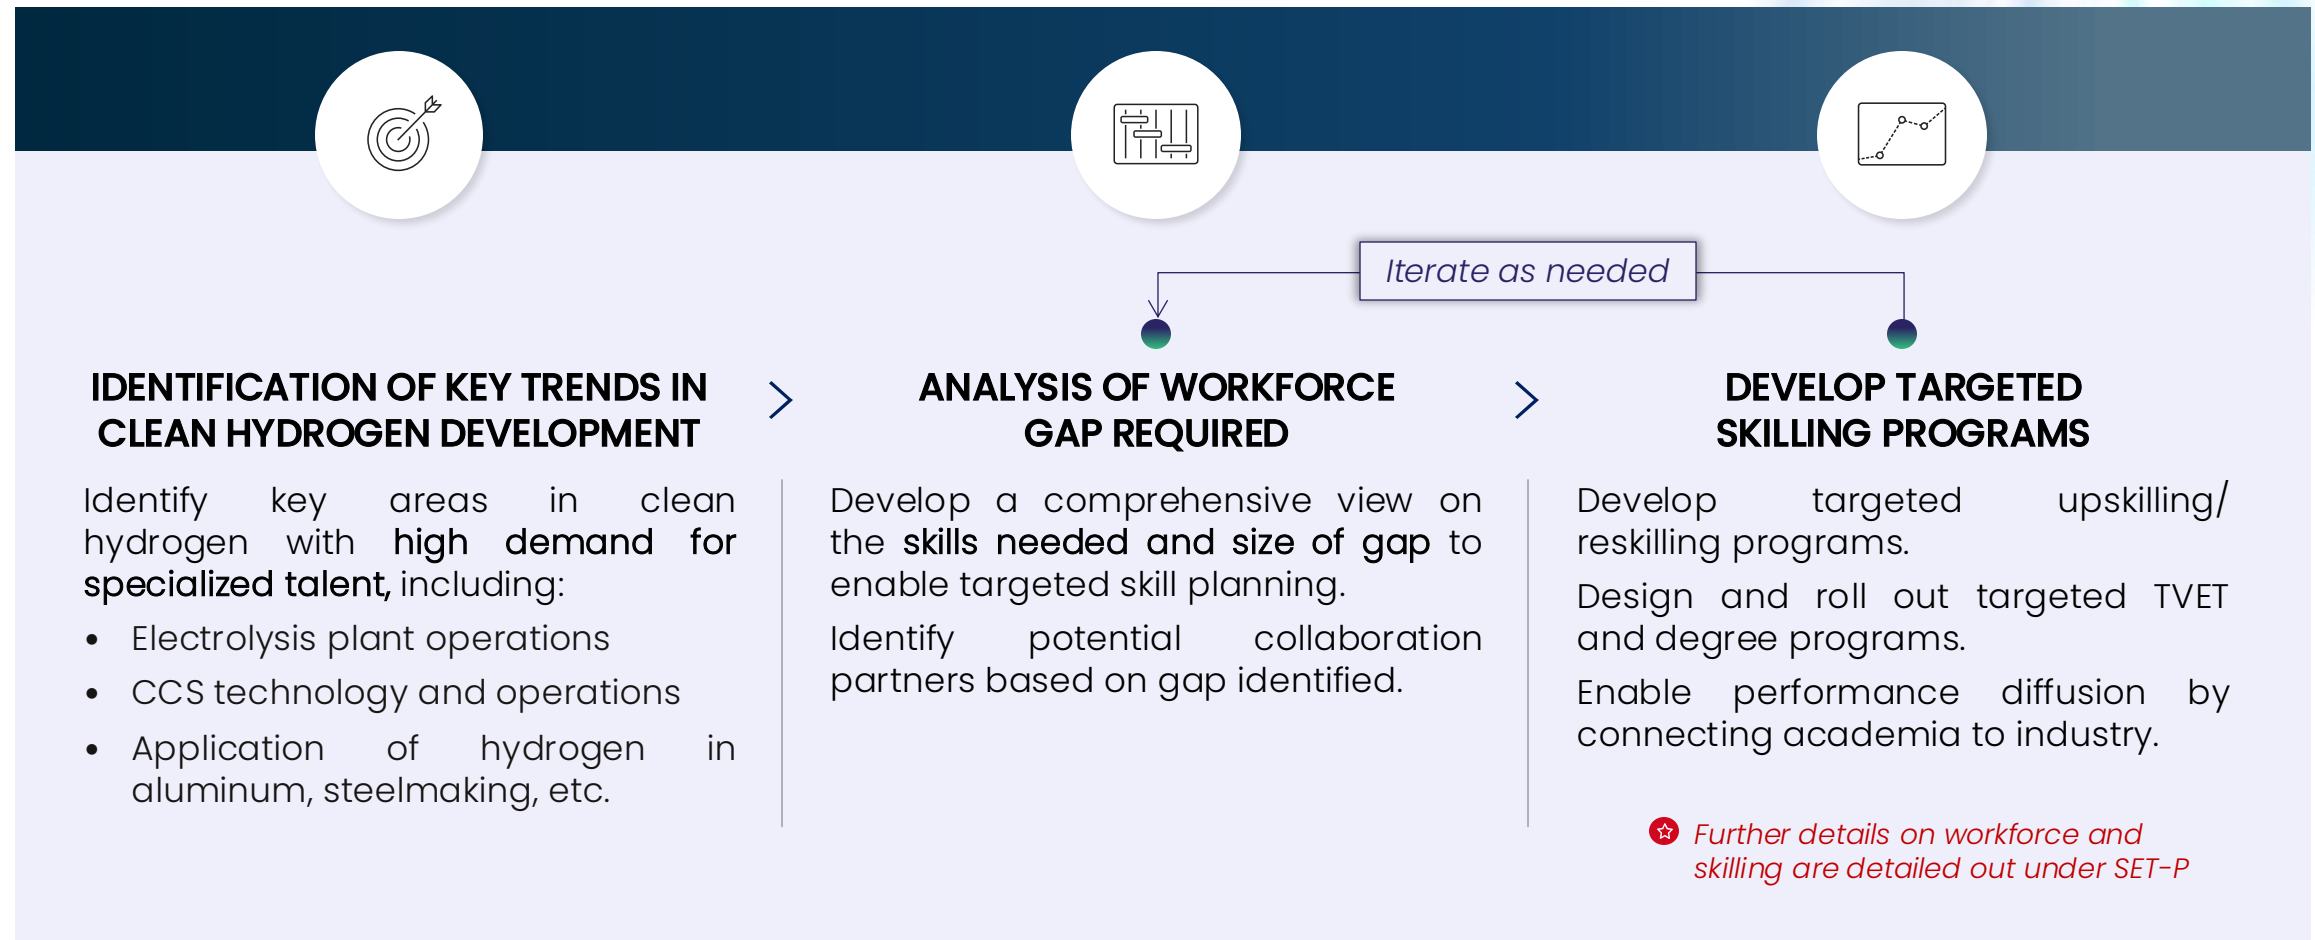 Iterate as needed
IDENTIFICATION OF KEY TRENDS IN
CLEAN HYDROGEN DEVELOPMENT
Identify key areas in clean
hydrogen with high demand for
specialized talent, including:
• Electrolysis plant operations
• CCS technology and operations
• Application of hydrogen in
aluminum, steelmaking, etc.
ANALYSIS OF WORKFORCE
GAP REQUIRED
Develop a comprehensive view on
the skills needed and size of gap to
enable targeted skill planning.
Identify potential collaboration
partners based on gap identified.
DEVELOP TARGETED
SKILLING PROGRAMS
Develop targeted upskilling/
reskilling programs.
Design and roll out targeted TVET
and degree programs.
Enable performance diffusion by
connecting academia to industry.
Further details on workforce and
skilling are detailed out under SET-P